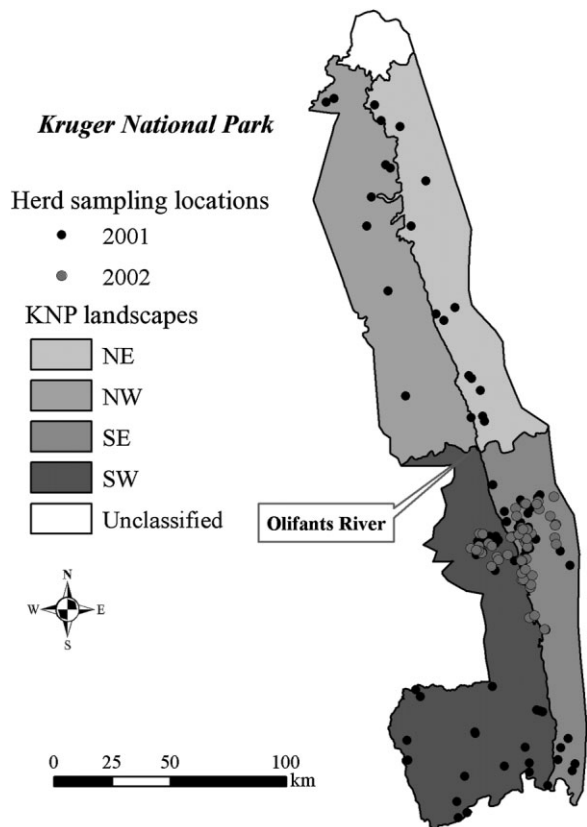 Kruger National Park
Herd sampling locations
2001
2002
KNP landscapes
NE
NW
SE
SW
Unclassified
Olifants River
N
W E
S
0 25 50 100
km